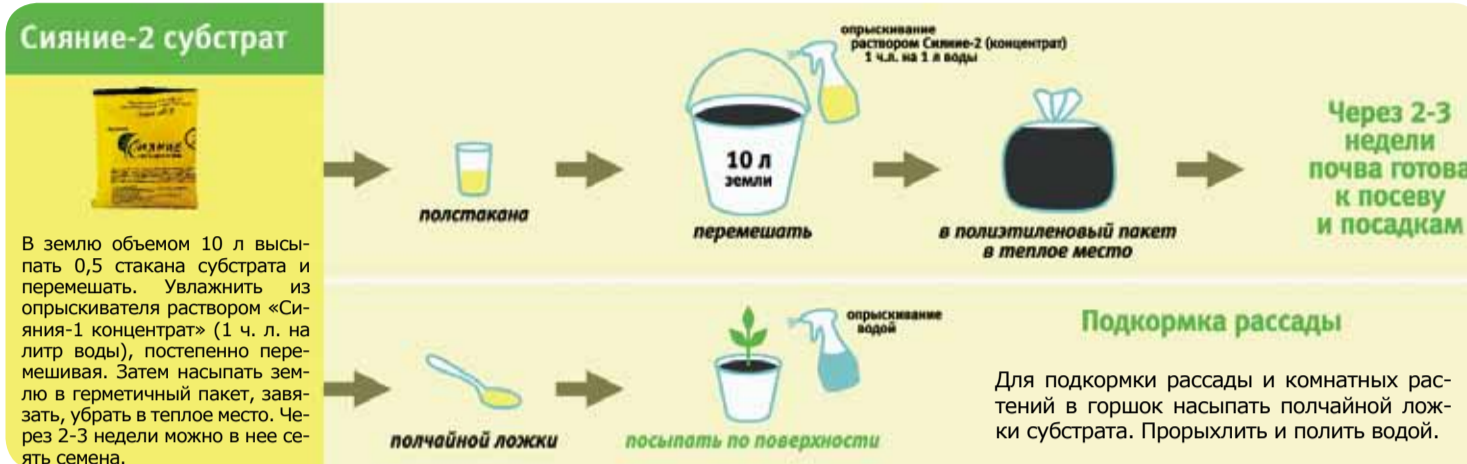 Сияние-2 субстрат
Сияние
В землю объемом 10 л высы-
пать 0,5 стакана субстрата и
перемешать. Увлажнить из
опрыскивателя раствором «Си-
яния-1 концентрат» (1 ч. л. на
литр воды), постепенно пере-
мешивая. Затем насыпать зем-
лю в герметичный пакет, завя-
зать, убрать в теплое место. Че-
рез 2-3 недели можно в нее се-
ять семена.
полстакана
опрыскивание
раствором Сияние-2 (концентрат)
1 ч.л. на 1 л воды
10 л
земли
перемешать
в полиэтиленовый пакет
в теплое место
Через 2-3
недели
почва готова
к посеву
и посадкам
полчайной ложки
опрыскивание
водой
посыпать по поверхности
Подкормка рассады
Для подкормки рассады и комнатных рас-
тений в горшок насыпать полчайной лож-
ки субстрата. Прорыхлить и полить водой.